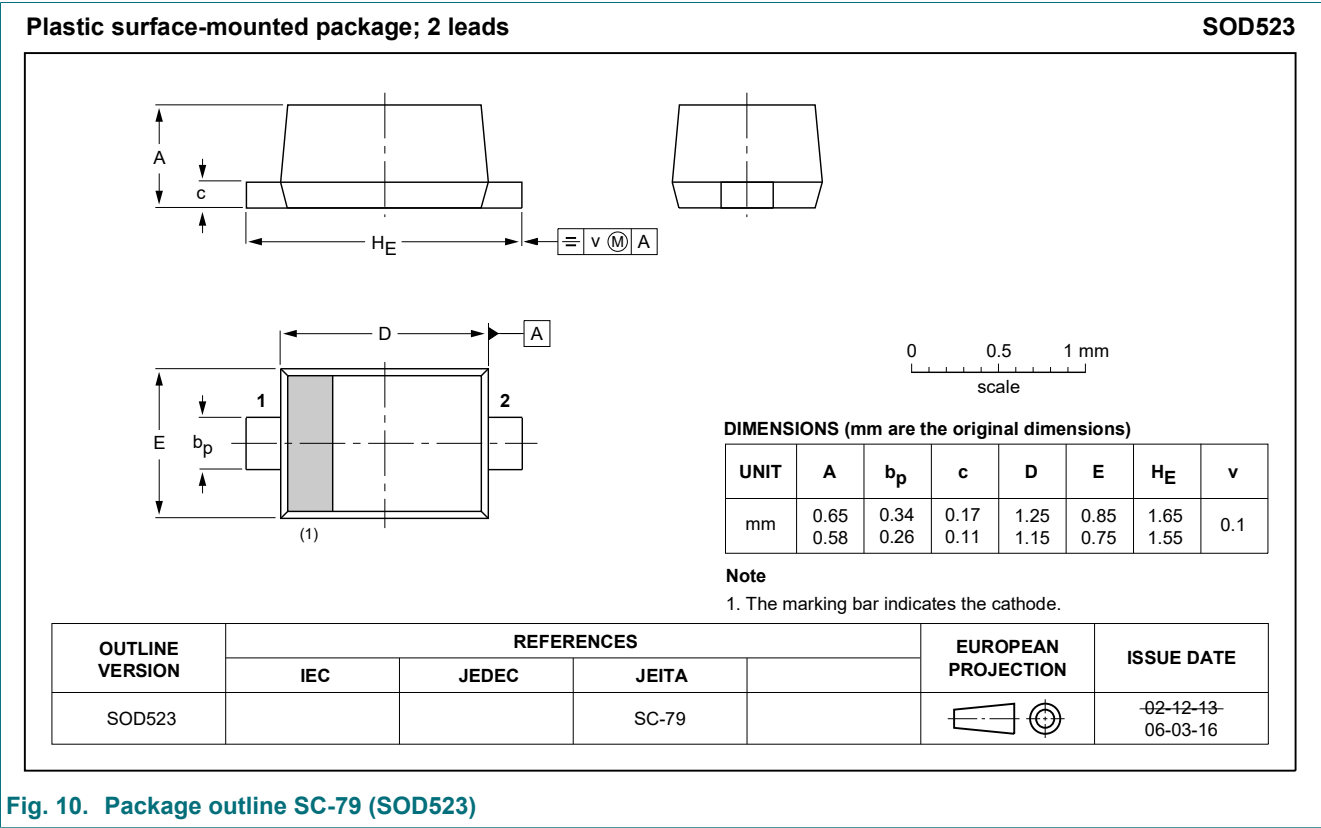 Plastic surface-mounted package; 2 leads SOD523
A
c
HE
v M A
D
A
1
2
E
bp
(1)
0 0.5 1 mm
scale
DIMENSIONS (mm are the original dimensions)
UNIT A bp c D E HE v
mm 0.65 0.34 0.17 1.25 0.85 1.65 0.1
0.58 0.26 0.11 1.15 0.75 1.55
Note
1. The marking bar indicates the cathode.
OUTLINE VERSION REFERENCES EUROPEAN PROJECTION ISSUE DATE
IEC JEDEC JEITA
SOD523 SC-79 02-12-13
06-03-16
Fig. 10. Package outline SC-79 (SOD523)